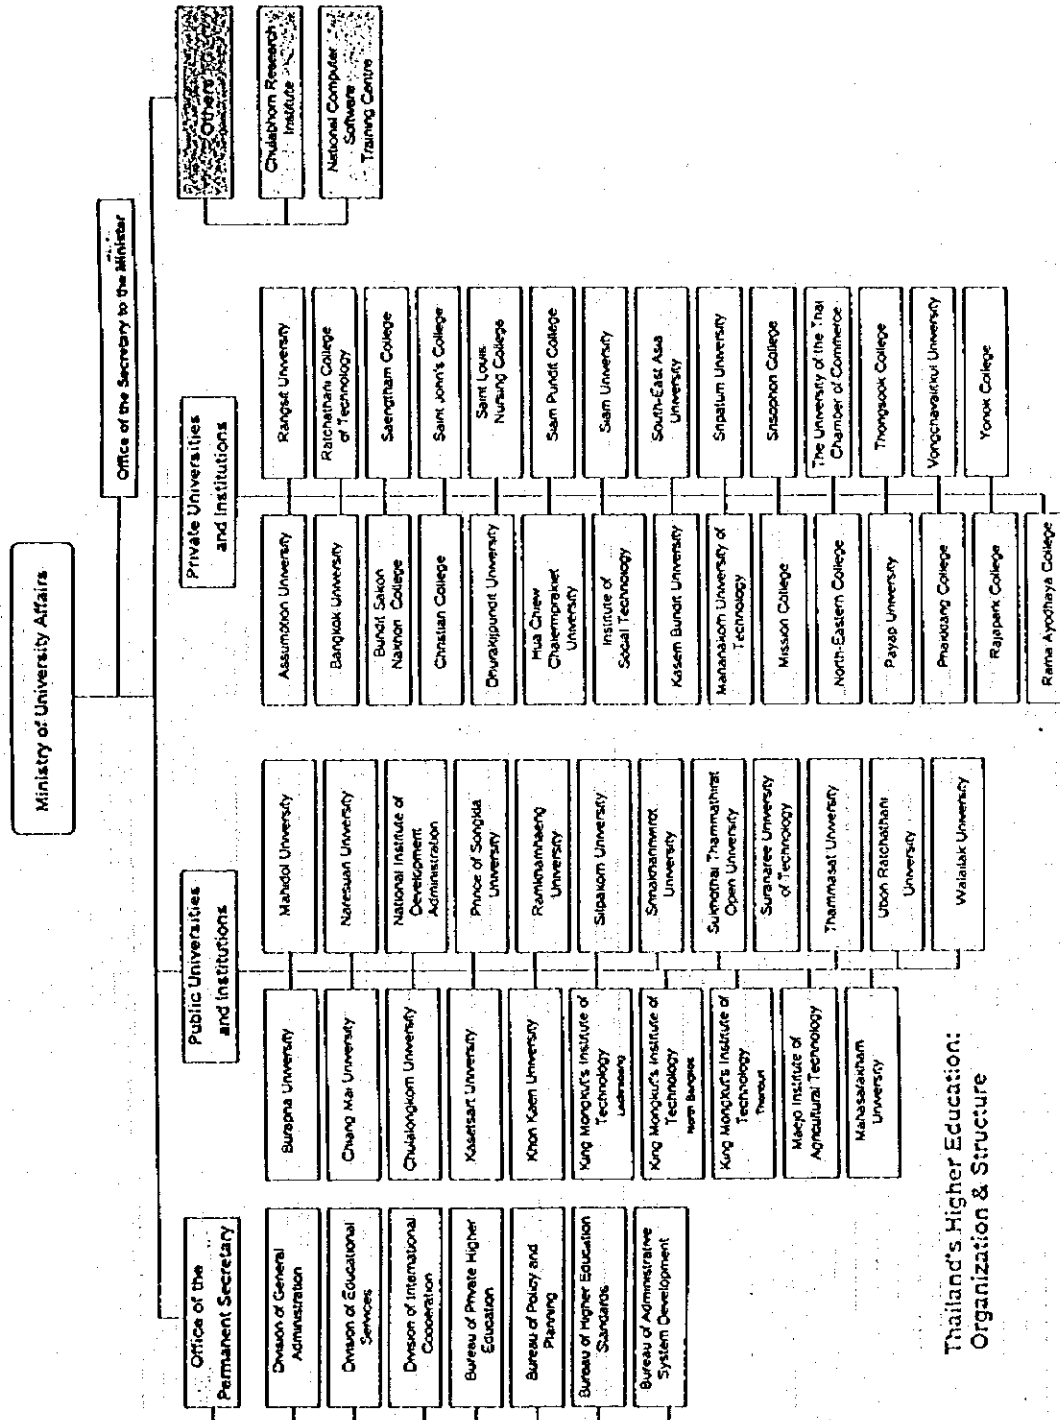 Ministry of University Affairs
Office of the Secretary to the Minister
Office of the
Permanent Secretary
Division of General
Administration
Division of Educational
Services
Division of International
Cooperation
Bureau of Private Higher
Education
Bureau of Policy and
Planning
Bureau of Higher Education
Standards
Bureau of Administrative
System Development
Public Universities
and Institutions
Burapha University
Chiang Mai University
Chulalongkorn University
Kasetsart University
Khon Kaen University
King Mongkut's Institute of
Technology
Ladkrabang
King Mongkut's Institute of
Technology
North Bangkok
King Mongkut's Institute of
Technology
Thonburi
Maejo Institute of
Agricultural Technology
Mahasarakham
University
Mahidol University
Naresuan University
National Institute of
Development
Administration
Prince of Songkla
University
Ramkhamhaeng
University
Silpakorn University
Srinakharinwirot
University
Sukhothai Thammathirat
Open University
Suranaree University
of Technology
Thammasat University
Ubon Ratchathani
University
Walailak University
Private Universities
and Institutions
Assumption University
Bangkok University
Bundit Sakon
Nakhon College
Christian College
Dhurakijpundit University
Hua Chiew
Chalermprakiet
University
Institute of
Social Technology
Kasem Bundit University
Mahanakorn University of
Technology
Mission College
North-Eastern College
Payap University
Phakklang College
Rajapark College
Rama Ayodhaya College
Rangsit University
Ratchathani College
of Technology
Saengtham College
Saint John's College
Saint Louis
Nursing College
Siam Pundit College
Siam University
South-East Asia
University
Sripatum University
Srisophon College
The University of the Thai
Chamber of Commerce
Thongsook College
Vongchavalitkul University
Yonok College
Others
Chulabhorn Research
Institute
National Computer
Software
Training Centre
Thailand's Higher Education:
Organization & Structure